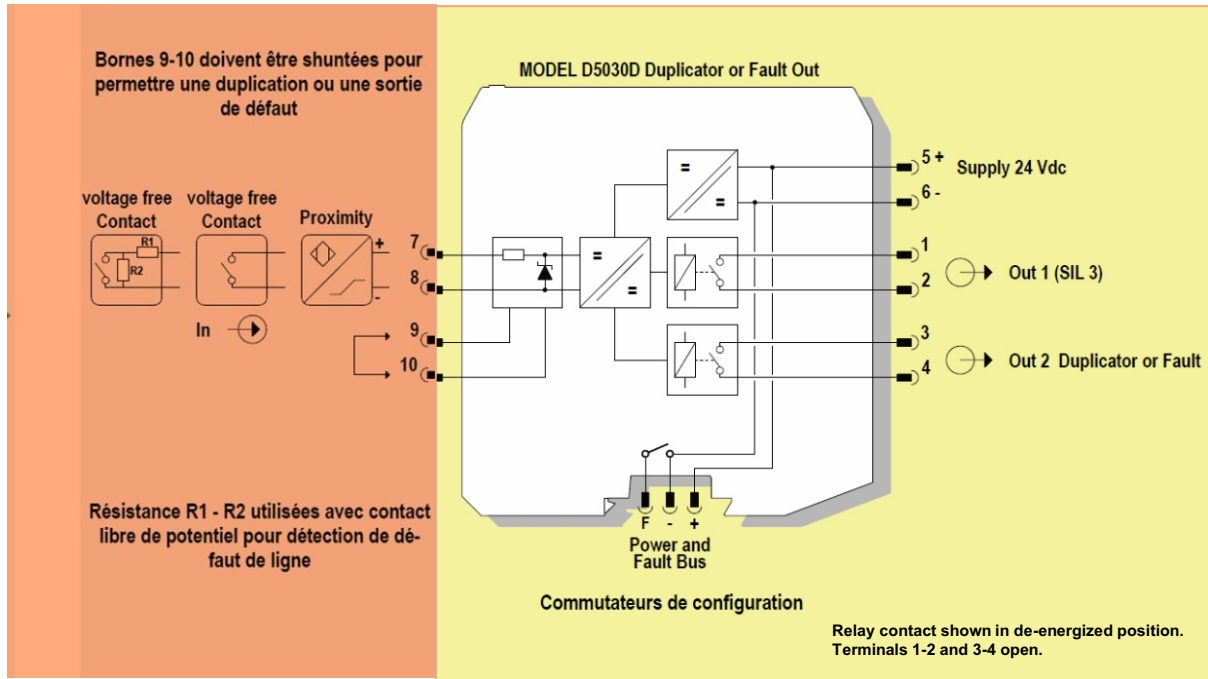 Bornes 9-10 doivent être shuntées pour
permettre une duplication ou une sortie
de défaut
MODEL D5030D Duplicator or Fault Out
voltage free
Contact
R1
R2
voltage free
Contact
Proximity
+
-
In
7
8
9
10
=
=
=
=
5 +
Supply 24 Vdc
6 -
1
2
Out 1 (SIL 3)
3
4
Out 2 Duplicator or Fault
F - +
Power and
Fault Bus
Résistance R1 - R2 utilisées avec contact
libre de potentiel pour détection de dé-
faut de ligne
Commutateurs de configuration
Relay contact shown in de-energized position.
Terminals 1-2 and 3-4 open.